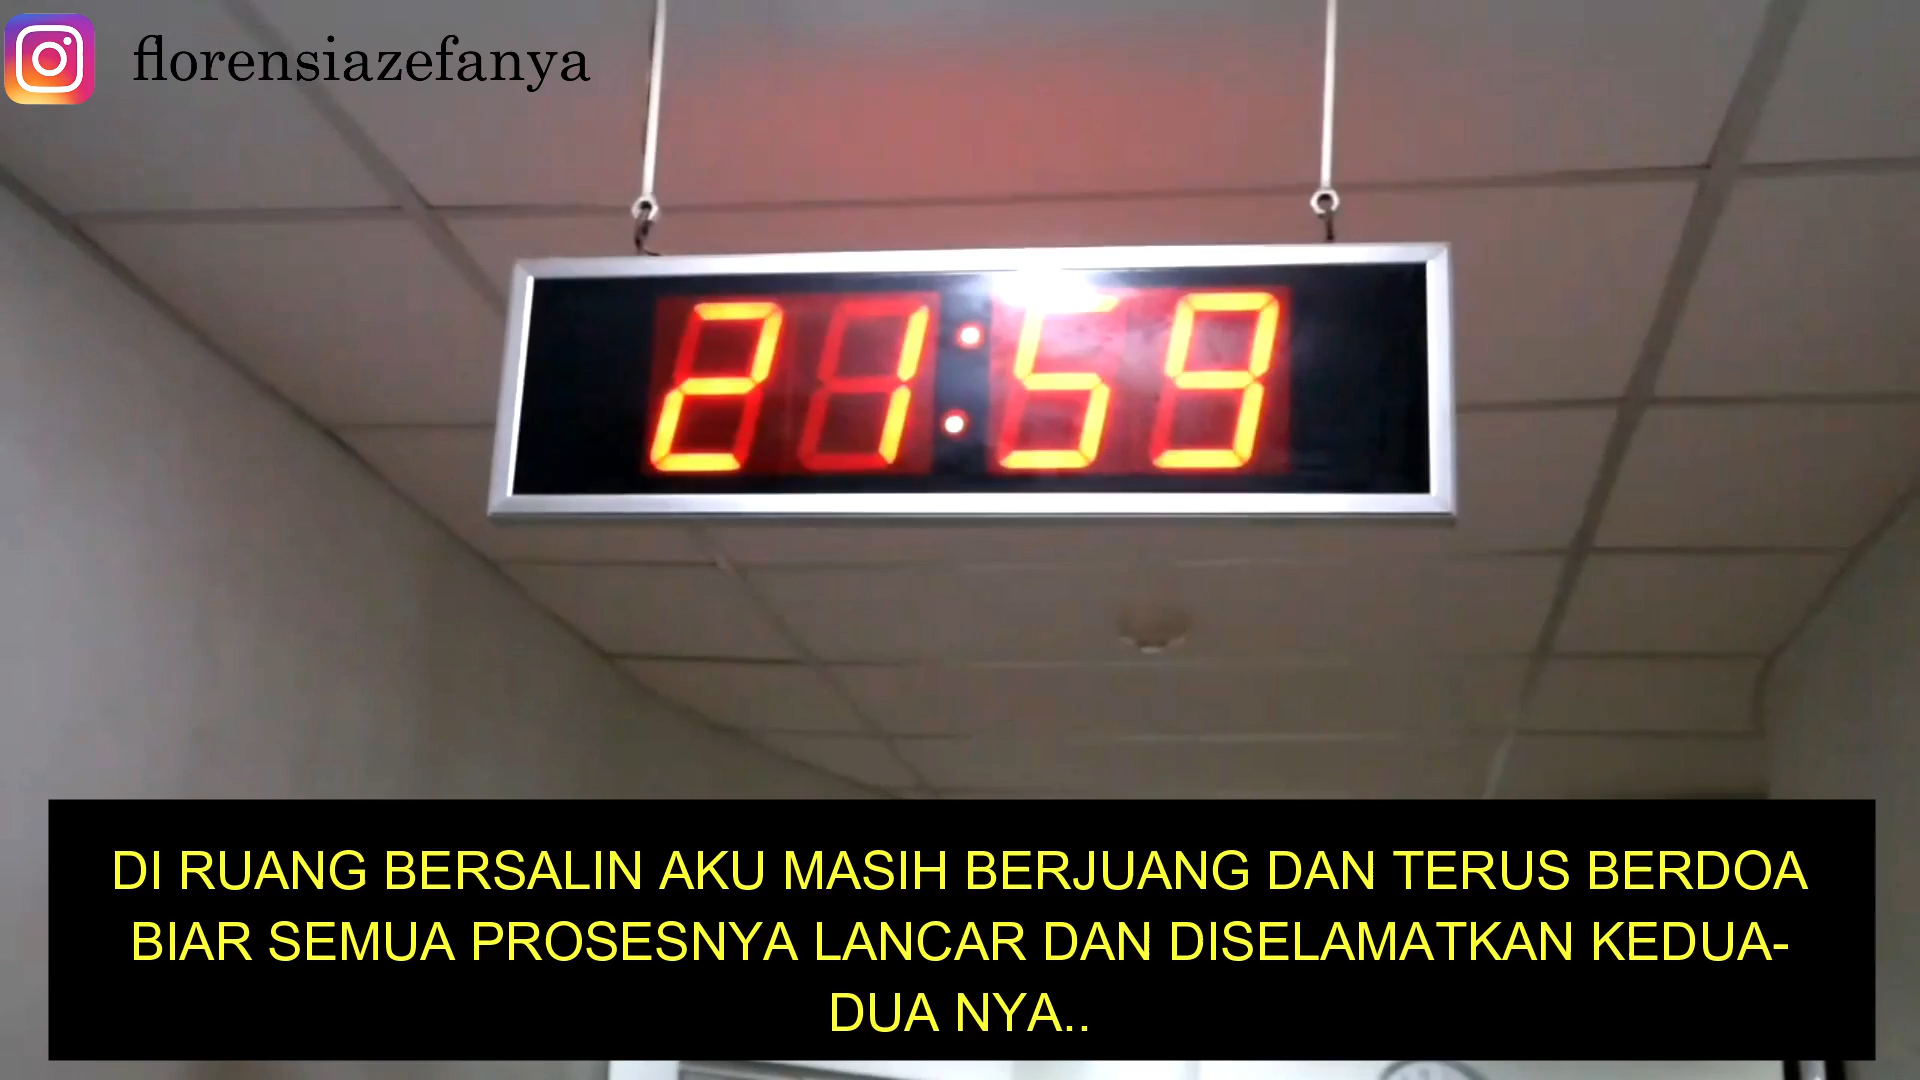 florensiazefanya
21:59
DI RUANG BERSALIN AKU MASIH BERJUANG DAN TERUS BERDOA
BIAR SEMUA PROSESNYA LANCAR DAN DISELAMATKAN KEDUA-
DUA NYA..